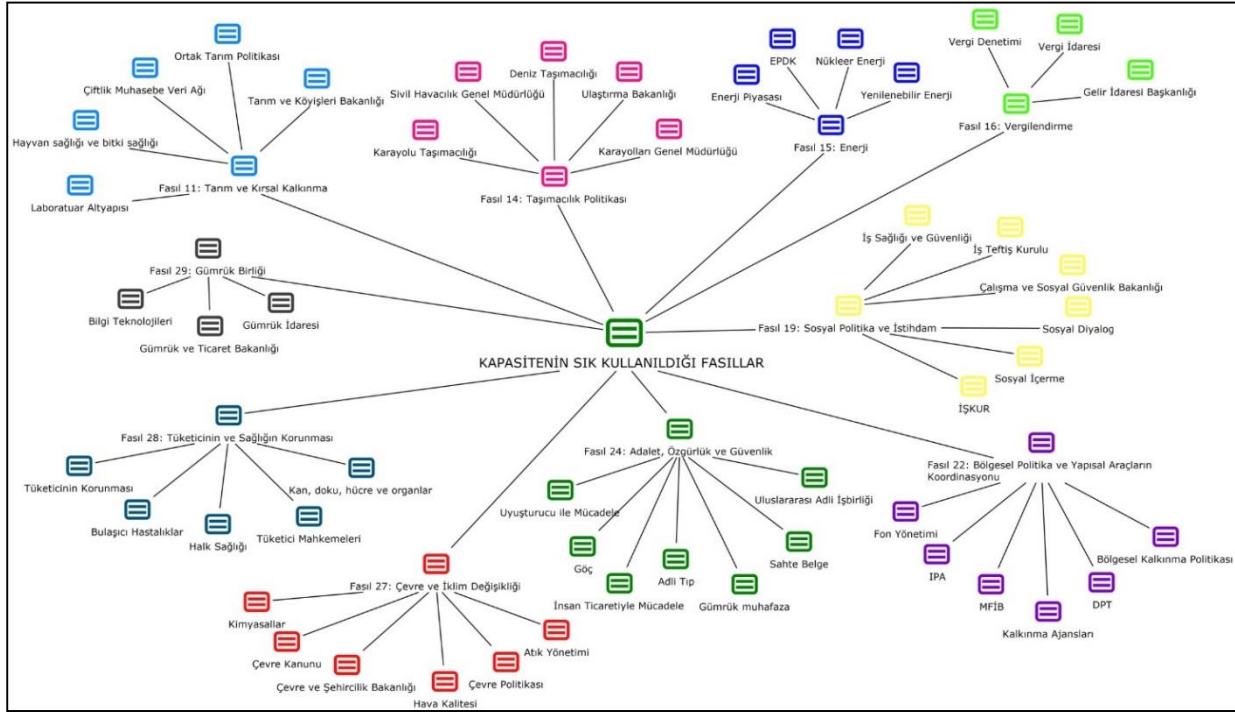 Ortak Tarım Politikası
Çiftlik Muhasebe Veri Ağı
Tarım ve Köyişleri Bakanlığı
Hayvan sağlığı ve bitki sağlığı
Fasıl 11: Tarım ve Kırsal Kalkınma
Laboratuar Altyapısı
Deniz Taşımacılığı
Sivil Havacılık Genel Müdürlüğü
Ulaştırma Bakanlığı
Karayolu Taşımacılığı
Karayolları Genel Müdürlüğü
Fasıl 14: Taşımacılık Politikası
EPDK
Nükleer Enerji
Enerji Piyasası
Yenilenebilir Enerji
Fasıl 15: Enerji
Vergi Denetimi
Vergi İdaresi
Gelir İdaresi Başkanlığı
Fasıl 16: Vergilendirme
Fasıl 29: Gümrük Birliği
Bilgi Teknolojileri
Gümrük İdaresi
Gümrük ve Ticaret Bakanlığı
İş Sağlığı ve Güvenliği
İş Teftiş Kurulu
Çalışma ve Sosyal Güvenlik Bakanlığı
Fasıl 19: Sosyal Politika ve İstihdam
Sosyal Diyalog
Sosyal İçerme
İŞKUR
KAPASİTENİN SIK KULLANILDIĞI FASILLAR
Fasıl 28: Tüketicinin ve Sağlığın Korunması
Tüketicinin Korunması
Kan, doku, hücre ve organlar
Bulaşıcı Hastalıklar
Halk Sağlığı
Tüketici Mahkemeleri
Fasıl 24: Adalet, Özgürlük ve Güvenlik
Uluslararası Adli İşbirliği
Uyuşturucu ile Mücadele
Göç
Adli Tıp
Sahte Belge
İnsan Ticaretiyle Mücadele
Gümrük muhafaza
Fasıl 22: Bölgesel Politika ve Yapısal Araçların
Koordinasyonu
Fon Yönetimi
IPA
Bölgesel Kalkınma Politikası
MFİB
DPT
Kalkınma Ajansları
Fasıl 27: Çevre ve İklim Değişikliği
Kimyasallar
Atık Yönetimi
Çevre Kanunu
Çevre Politikası
Çevre ve Şehircilik Bakanlığı
Hava Kalitesi